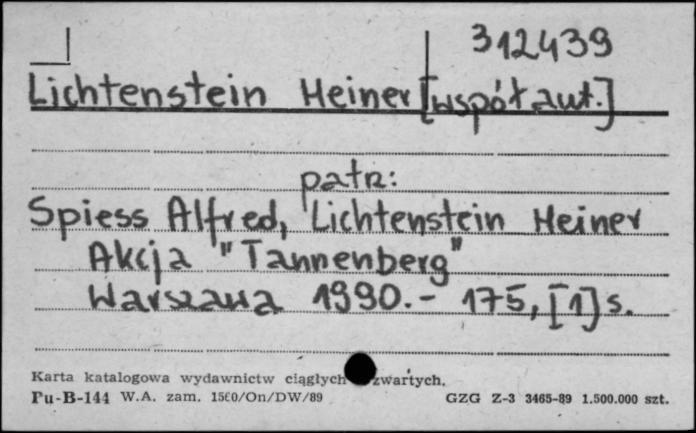 312439
Lichtenstein Heiner [współaut.]
patrz:
Spiess Alfred, Lichtenstein Heiner
Akcja "Tannenberg"
Warszawa 1990.- 175, [1] s.
Karta katalogowa wydawnictw ciągłych zwartych.
Pu-B-144 W.A. zam. 1560/On/DW/89 GZG Z-3 3465-89 1.500.000 szt.